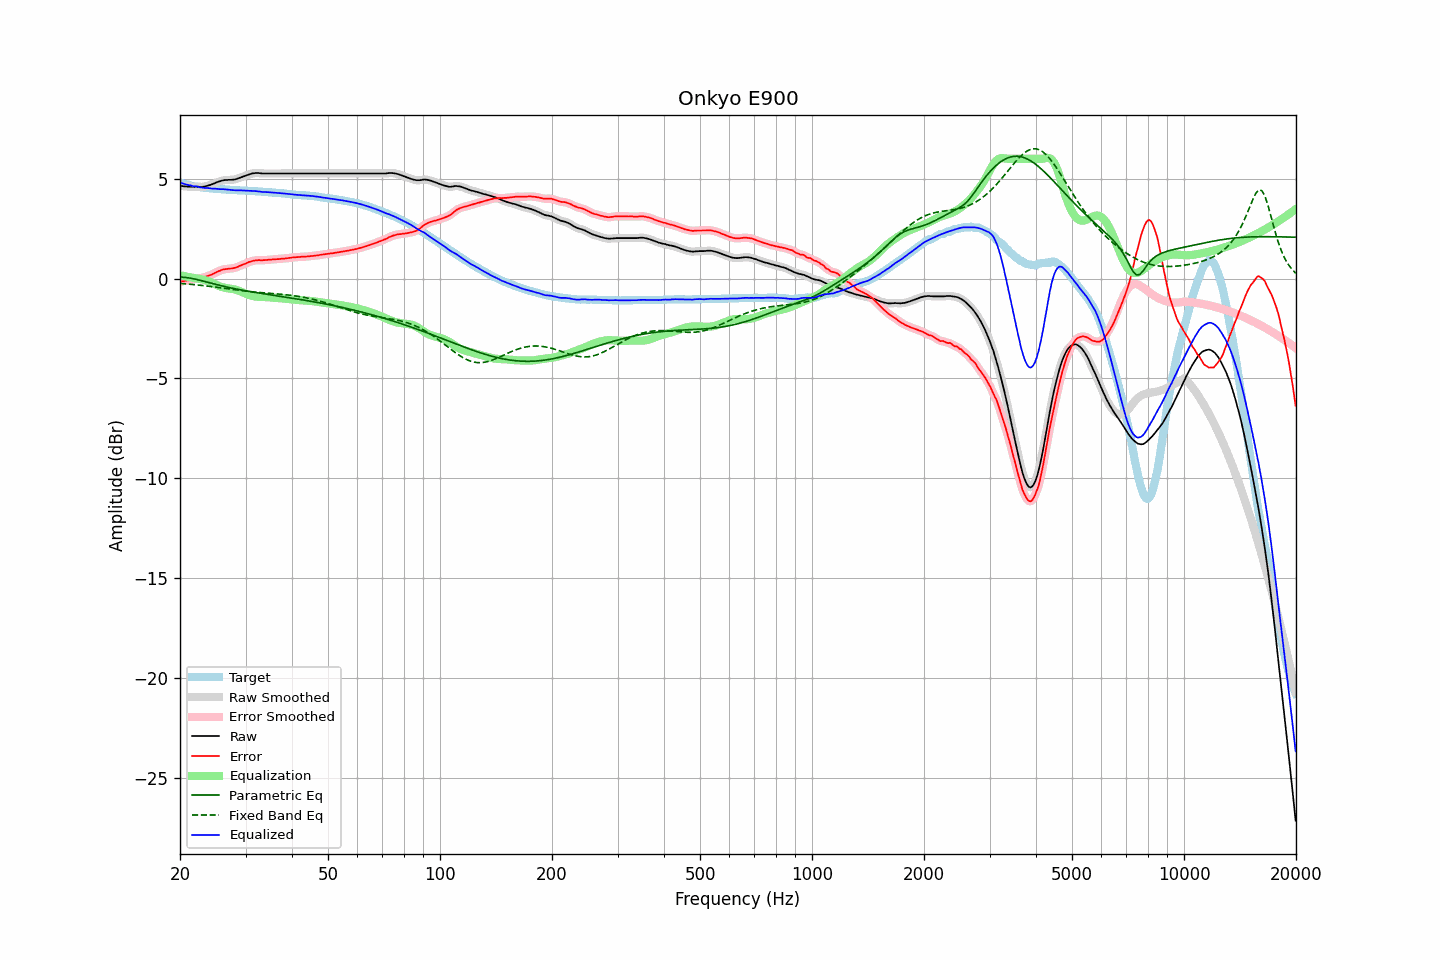 Onkyo E900
Amplitude (dBr)
5
0
−5
−10
−15
−20
−25
Target
Raw Smoothed
Error Smoothed
Raw
Error
Equalization
Parametric Eq
Fixed Band Eq
Equalized
20 50 100 200 500 1000 2000 5000 10000 20000
Frequency (Hz)